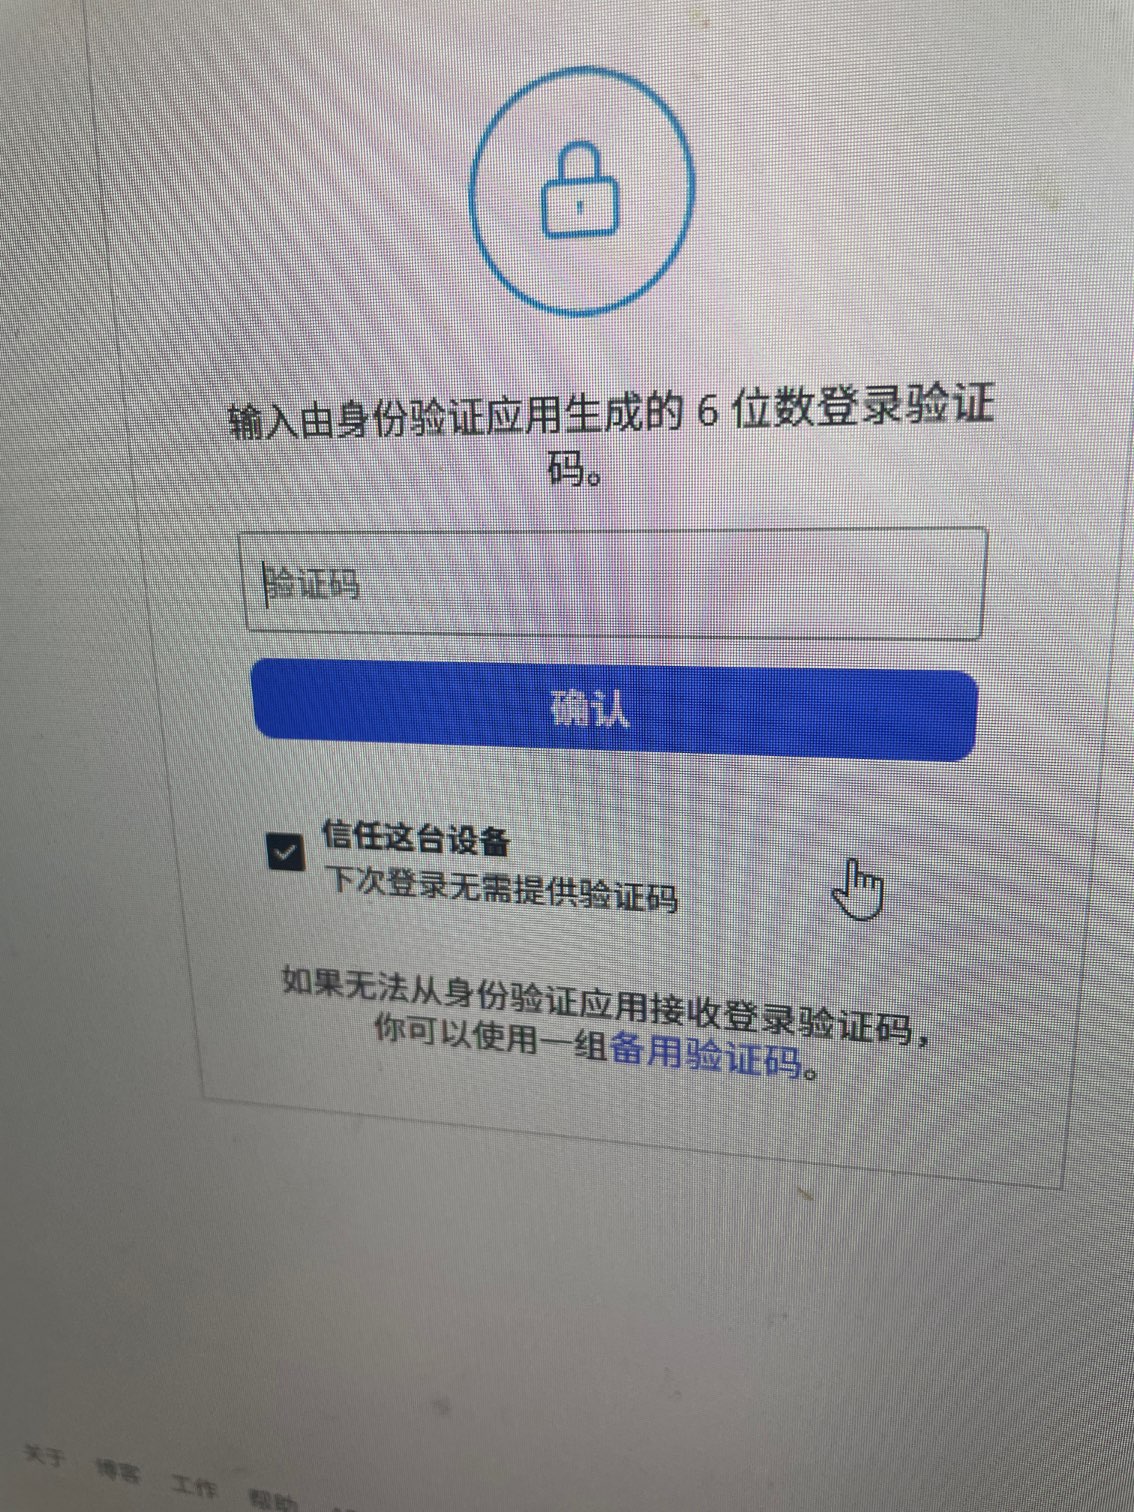 输入由身份验证应用生成的 6 位数登录验证
码。
验证码
确认
信任这台设备
下次登录无需提供验证码
如果无法从身份验证应用接收登录验证码，
你可以使用一组备用验证码。
关于 博客 工作 帮助